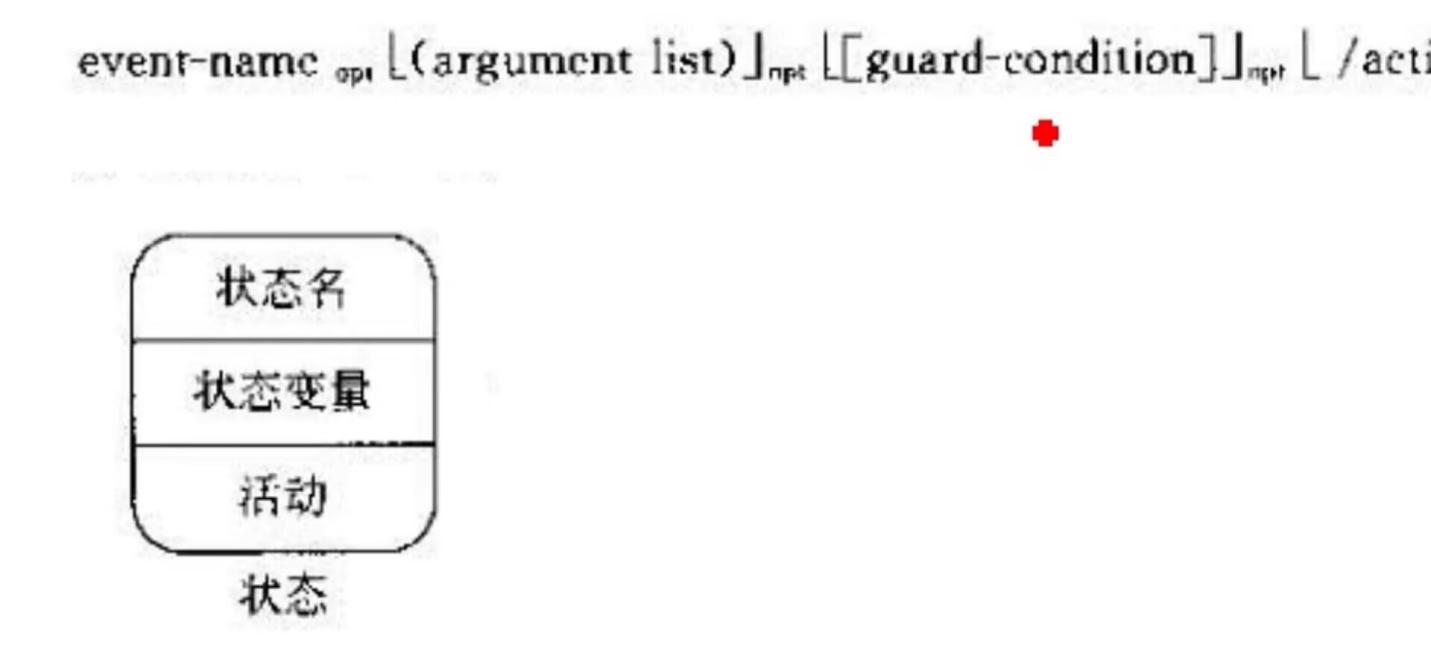 event-name opt ⌊(argument list)⌋opt ⌊[guard-condition]⌋opt ⌊ /acti
状态名
状态变量
活动
状态